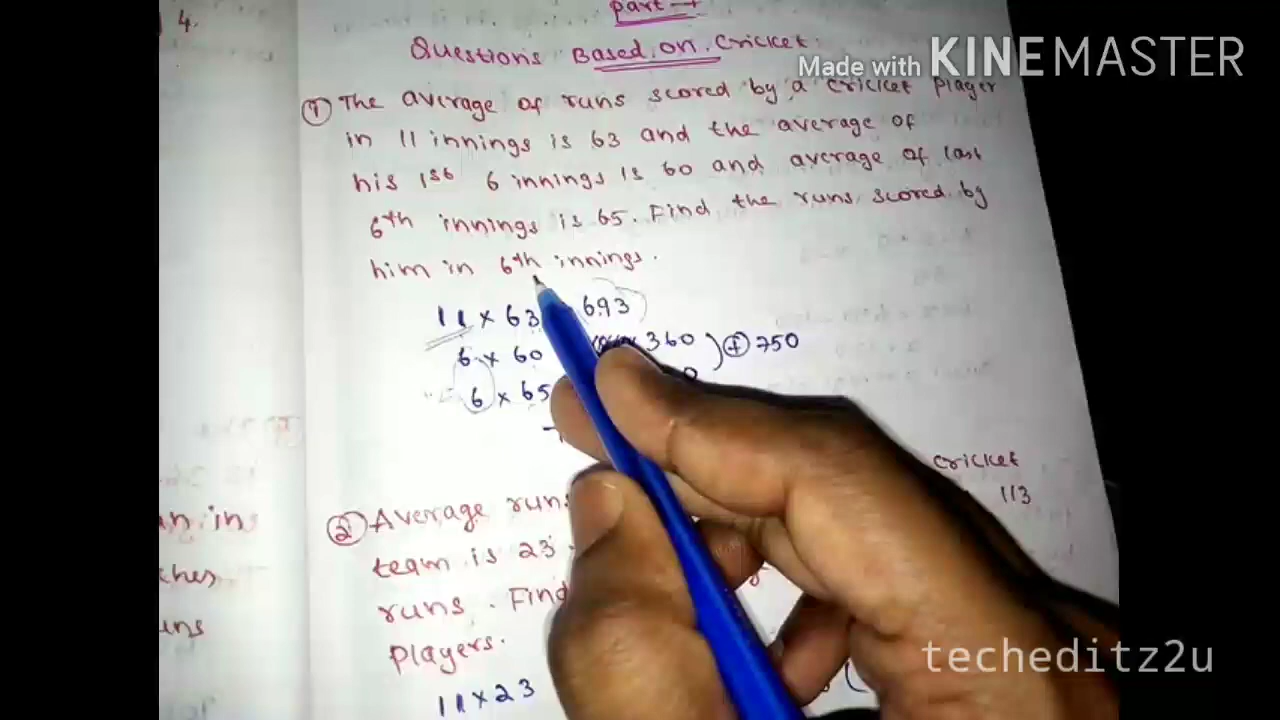 4.
Part-1
Questions Based on Cricket
Made with KINEMASTER
① The average of runs scored by a cricket player
in 11 innings is 63 and the average of
his 1st 6 innings is 60 and average of last
6th innings is 65. Find the runs scored by
him in 6th innings.
11 × 63 693
6 × 60 360 + 750
6 × 65
cricket
② Average
team is 23 113
runs. Find
players.
11 × 23
techeditz2u